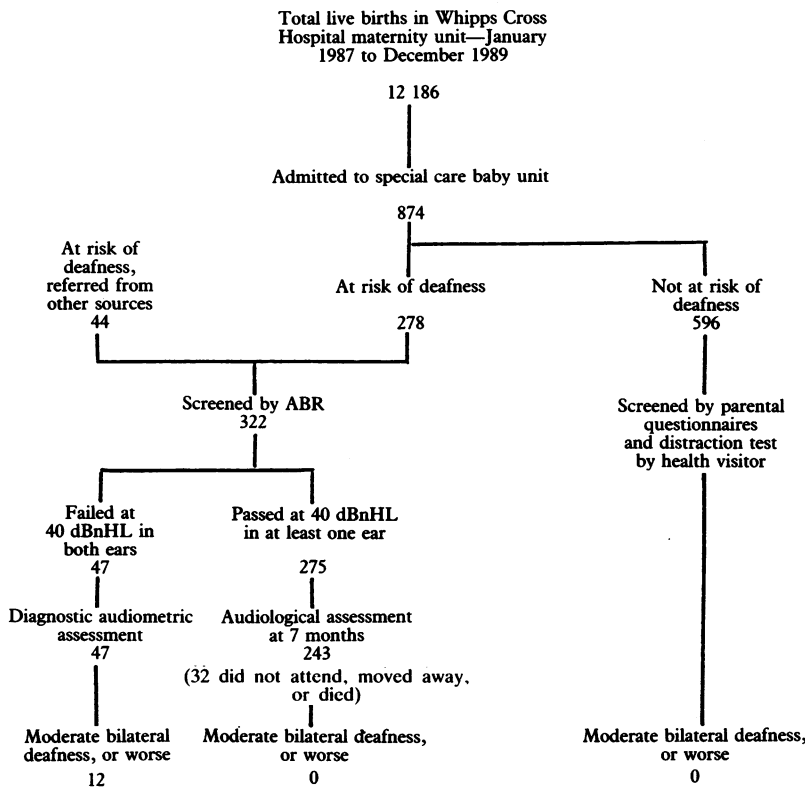 Total live births in Whipps Cross
Hospital maternity unit—January
1987 to December 1989
12 186
Admitted to special care baby unit
874
At risk of
deafness,
referred from
other sources
44
At risk of deafness
278
Not at risk of
deafness
596
Screened by ABR
322
Screened by parental
questionnaires
and distraction test
by health visitor
Failed at
40 dBnHL in
both ears
47
Passed at 40 dBnHL
in at least one ear
275
Diagnostic audiometric
assessment
47
Audiological assessment
at 7 months
243
(32 did not attend, moved away,
or died)
Moderate bilateral
deafness, or worse
12
Moderate bilateral deafness,
or worse
0
Moderate bilateral deafness,
or worse
0